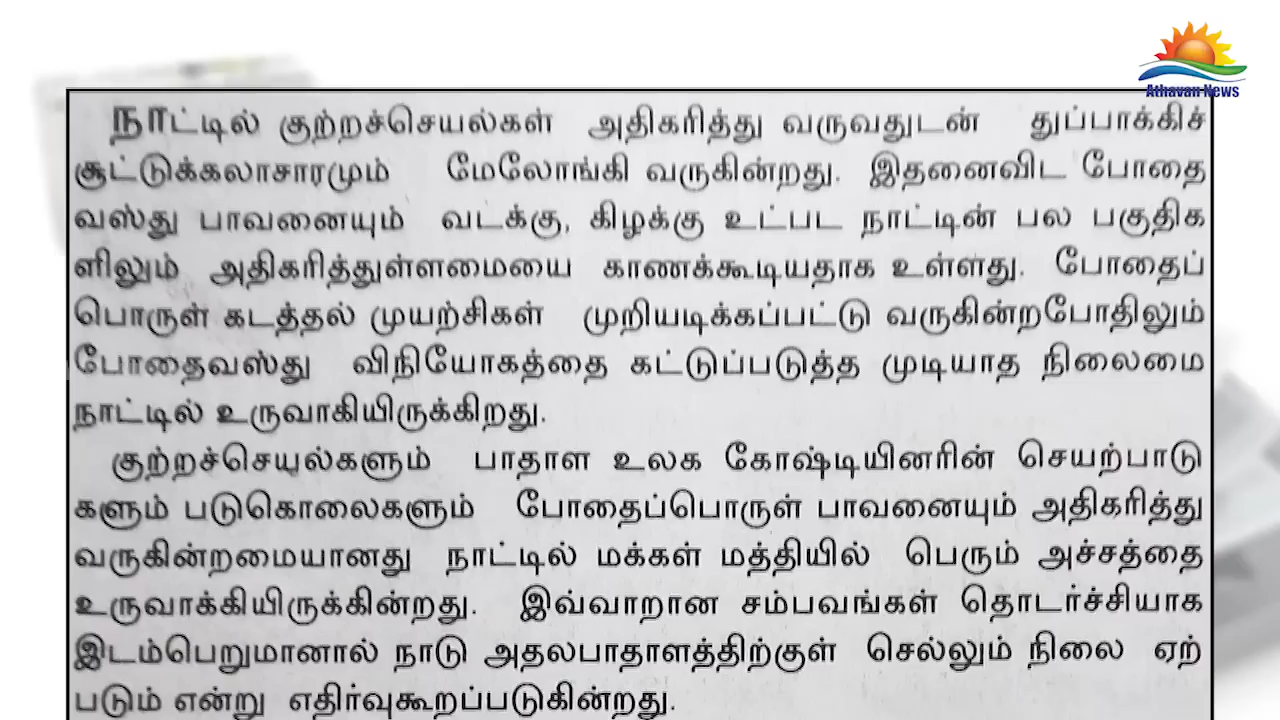 Athavan News
நாட்டில் குற்றச்செயல்கள் அதிகரித்து வருவதுடன் துப்பாக்கிச்
சூட்டுக்கலாசாரமும் மேலோங்கி வருகின்றது. இதனைவிட போதை
வஸ்து பாவனையும் வடக்கு, கிழக்கு உட்பட நாட்டின் பல பகுதிக
ளிலும் அதிகரித்துள்ளமையை காணக்கூடியதாக உள்ளது. போதைப்
பொருள் கடத்தல் முயற்சிகள் முறியடிக்கப்பட்டு வருகின்றபோதிலும்
போதைவஸ்து விநியோகத்தை கட்டுப்படுத்த முடியாத நிலைமை
நாட்டில் உருவாகியிருக்கிறது.
குற்றச்செயல்களும் பாதாள உலக கோஷ்டியினரின் செயற்பாடு
களும் படுகொலைகளும் போதைப்பொருள் பாவனையும் அதிகரித்து
வருகின்றமையானது நாட்டில் மக்கள் மத்தியில் பெரும் அச்சத்தை
உருவாக்கியிருக்கின்றது. இவ்வாறான சம்பவங்கள் தொடர்ச்சியாக
இடம்பெறுமானால் நாடு அதலபாதாளத்திற்குள் செல்லும் நிலை ஏற்
படும் என்று எதிர்வுகூறப்படுகின்றது.